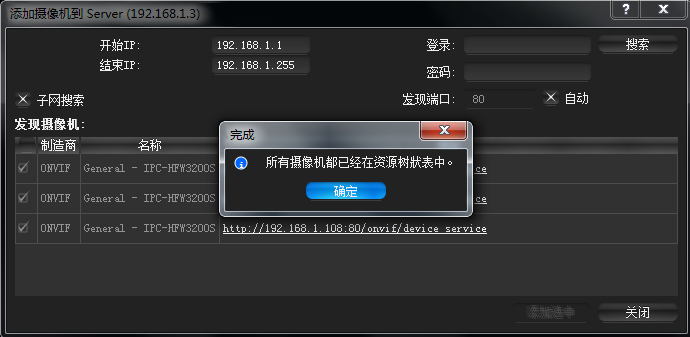 添加摄像机到 Server (192.168.1.3)
开始IP: 192.168.1.1 登录: 搜索
结束IP: 192.168.1.255 密码:
子网搜索 发现端口: 80 自动
发现摄像机:
制造商 名称
完成
所有摄像机都已经在资源树狀表中。
确定
ONVIF General - IPC-HFW3200S ce
ONVIF General - IPC-HFW3200S ce
ONVIF General - IPC-HFW3200S http://192.168.1.108:80/onvif/device_service
添加选中 关闭